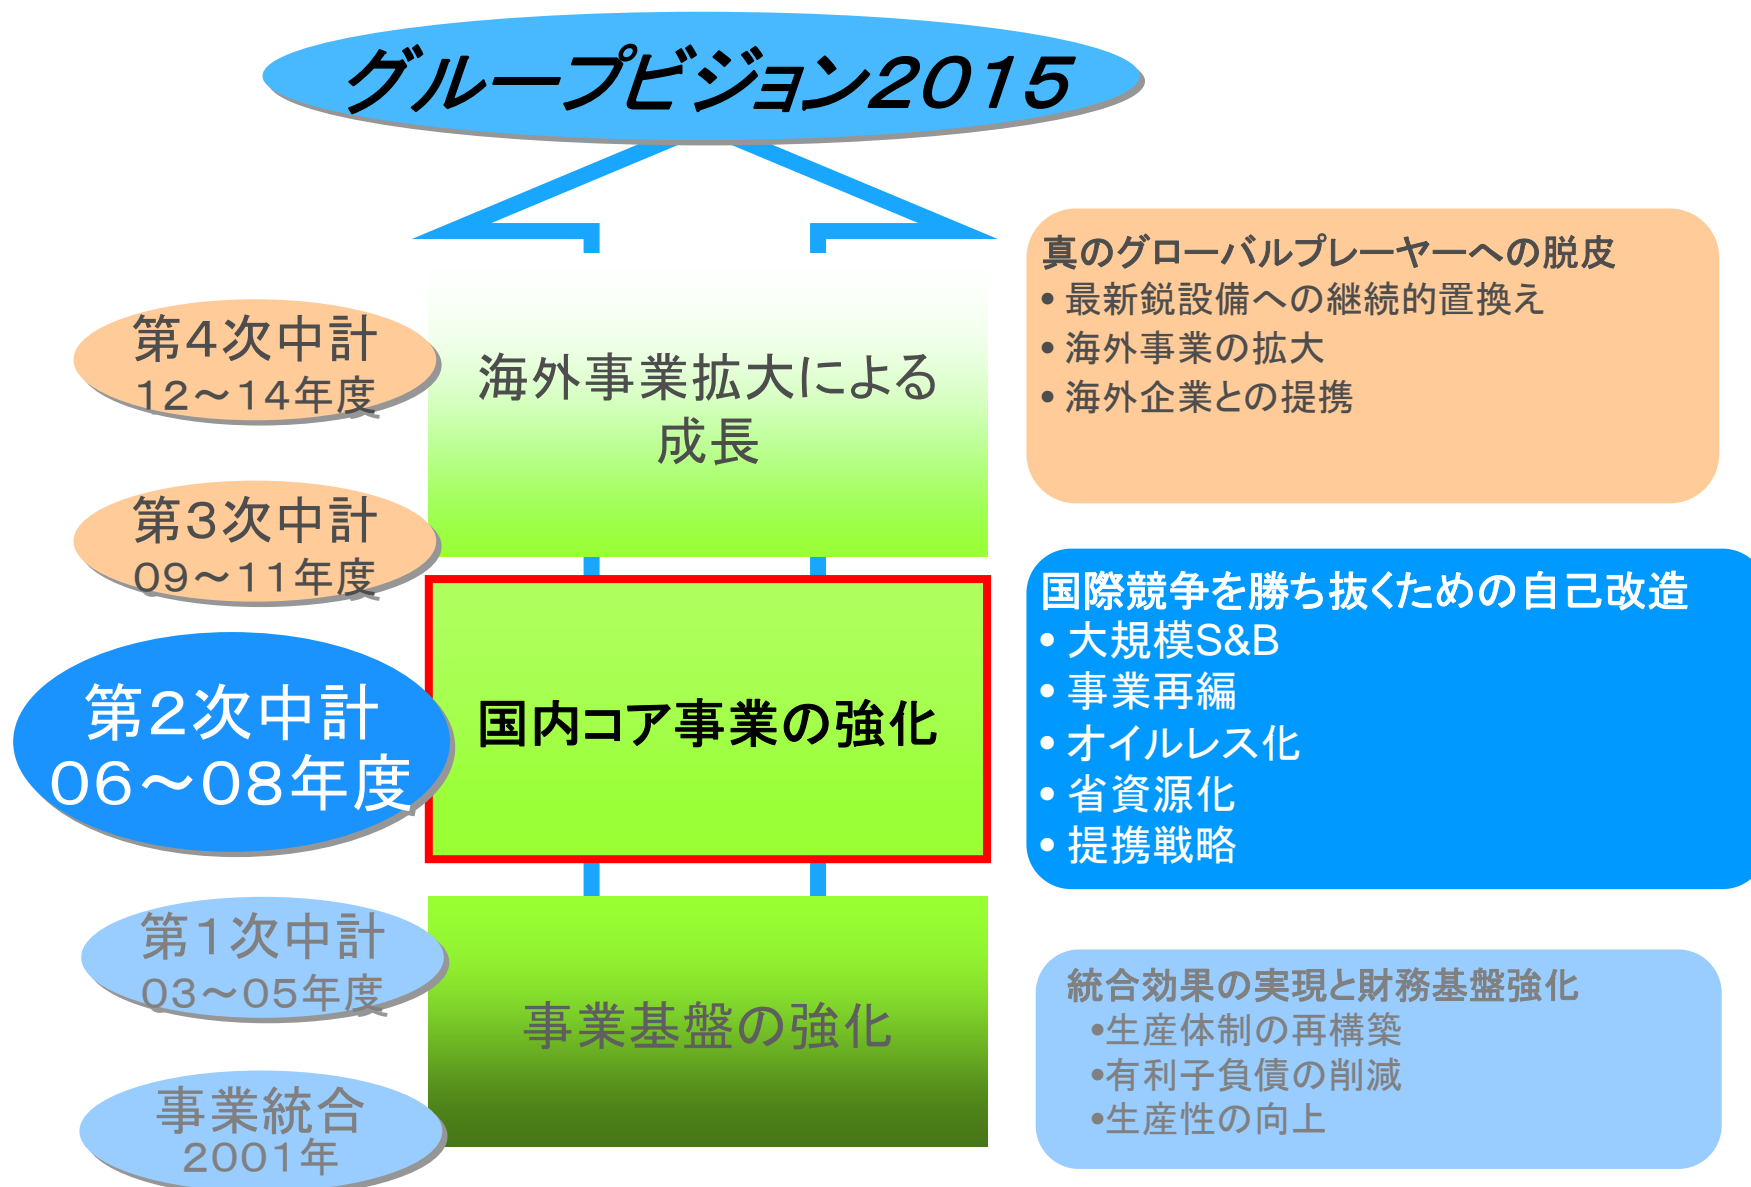 グループビジョン2015
第4次中計
12～14年度
海外事業拡大による
成長
真のグローバルプレーヤーへの脱皮
• 最新鋭設備への継続的置換え
• 海外事業の拡大
• 海外企業との提携
第3次中計
09～11年度
第2次中計
06～08年度
国内コア事業の強化
国際競争を勝ち抜くための自己改造
• 大規模S&B
• 事業再編
• オイルレス化
• 省資源化
• 提携戦略
第1次中計
03～05年度
事業基盤の強化
統合効果の実現と財務基盤強化
•生産体制の再構築
•有利子負債の削減
•生産性の向上
事業統合
2001年